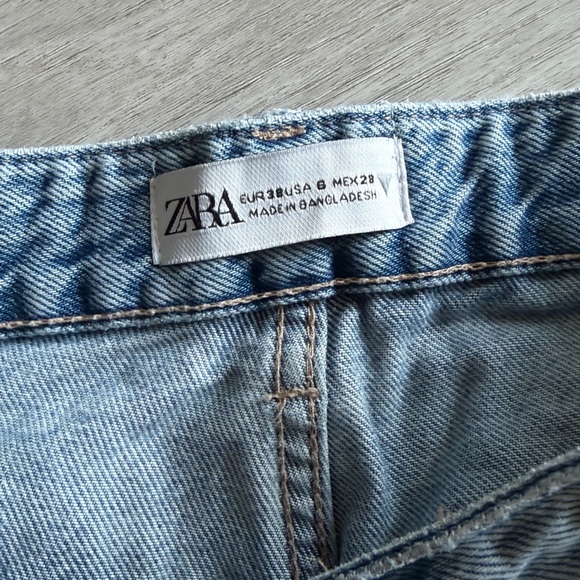 ZARA
EUR 38 USA 6 MEX 28
MADE IN BANGLADESH